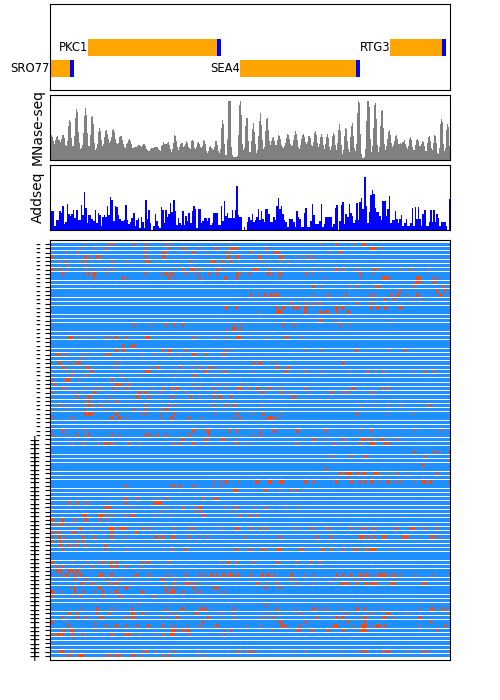 PKC1
RTG3
SRO77
SEA4
MNase-seq
Addseq